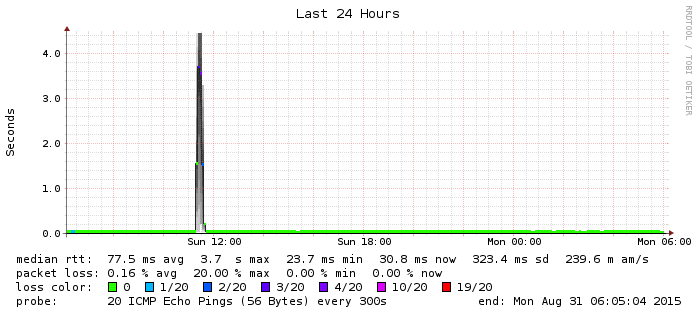 Last 24 Hours
RRDTOOL / TOBI OETIKER
Seconds
4.0
3.0
2.0
1.0
0.0
Sun 12:00 Sun 18:00 Mon 00:00 Mon 06:00
median rtt: 77.5 ms avg 3.7 s max 23.7 ms min 30.8 ms now 323.4 ms sd 239.6 m am/s
packet loss: 0.16 % avg 20.00 % max 0.00 % min 0.00 % now
loss color: 0 1/20 2/20 3/20 4/20 10/20 19/20
probe: 20 ICMP Echo Pings (56 Bytes) every 300s end: Mon Aug 31 06:05:04 2015